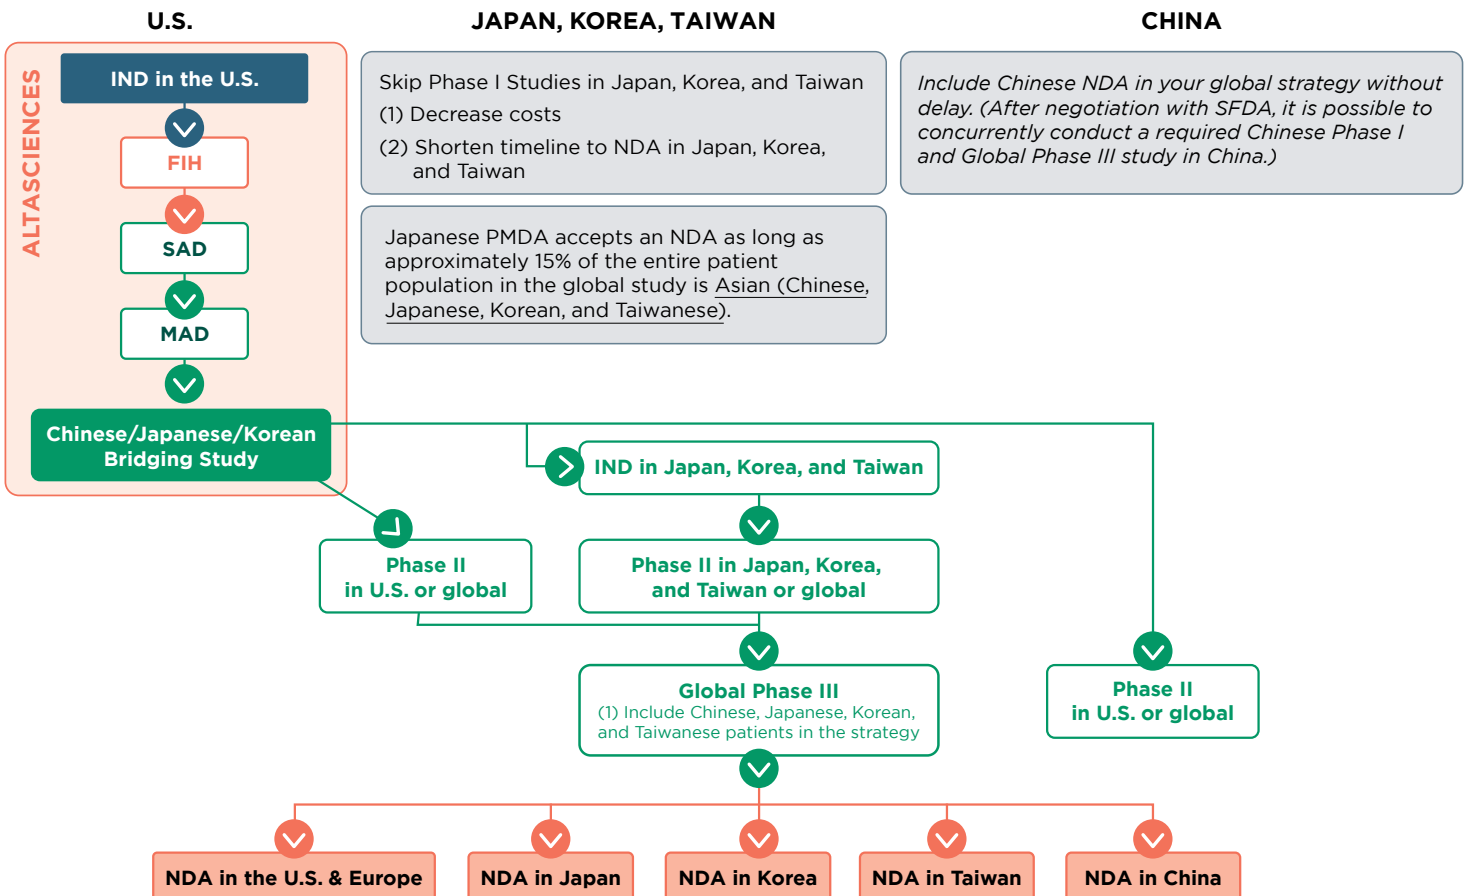 U.S.
JAPAN, KOREA, TAIWAN
CHINA
ALTASCIENCES
IND in the U.S.
FIH
SAD
MAD
Chinese/Japanese/Korean
Bridging Study
Skip Phase I Studies in Japan, Korea, and Taiwan
(1) Decrease costs
(2) Shorten timeline to NDA in Japan, Korea,
and Taiwan
Japanese PMDA accepts an NDA as long as
approximately 15% of the entire patient
population in the global study is Asian (Chinese,
Japanese, Korean, and Taiwanese).
Include Chinese NDA in your global strategy without
delay. (After negotiation with SFDA, it is possible to
concurrently conduct a required Chinese Phase I
and Global Phase III study in China.)
IND in Japan, Korea, and Taiwan
Phase II
in U.S. or global
Phase II in Japan, Korea,
and Taiwan or global
Global Phase III
(1) Include Chinese, Japanese, Korean,
and Taiwanese patients in the strategy
Phase II
in U.S. or global
NDA in the U.S. & Europe
NDA in Japan
NDA in Korea
NDA in Taiwan
NDA in China